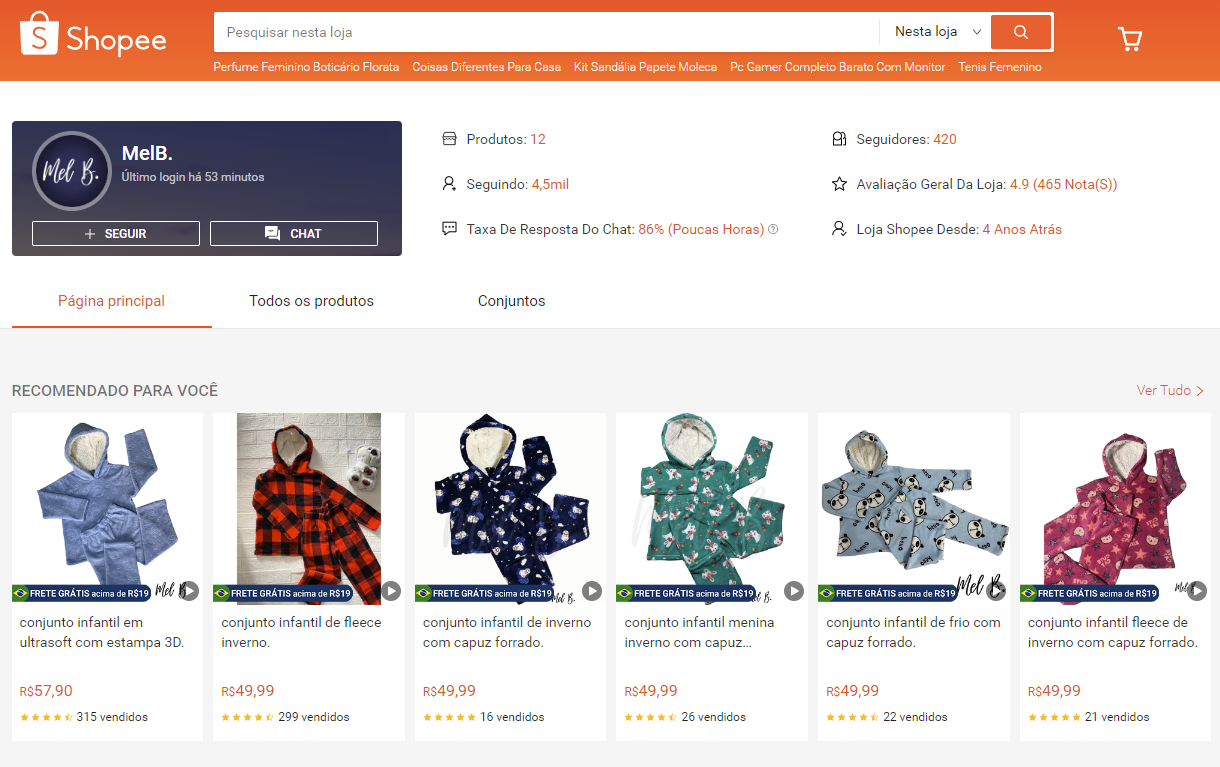 Shopee
Pesquisar nesta loja
Nesta loja
Perfume Feminino Boticário Florata Coisas Diferentes Para Casa Kit Sandália Papete Moleca Pc Gamer Completo Barato Com Monitor Tenis Femenino
Mel B.
MelB.
Último login há 53 minutos
+ SEGUIR
CHAT
Produtos: 12
Seguidores: 420
Seguindo: 4,5mil
Avaliação Geral Da Loja: 4.9 (465 Nota(S))
Taxa De Resposta Do Chat: 86% (Poucas Horas)
Loja Shopee Desde: 4 Anos Atrás
Página principal
Todos os produtos
Conjuntos
RECOMENDADO PARA VOCÊ
Ver Tudo
FRETE GRÁTIS acima de R$19
Mel B.
conjunto infantil em
ultrasoft com estampa 3D.
R$57,90
315 vendidos
FRETE GRÁTIS acima de R$19
conjunto infantil de fleece
inverno.
R$49,99
299 vendidos
FRETE GRÁTIS acima de R$19
Mel B.
conjunto infantil de inverno
com capuz forrado.
R$49,99
16 vendidos
FRETE GRÁTIS acima de R$19
Mel B.
conjunto infantil menina
inverno com capuz...
R$49,99
26 vendidos
FRETE GRÁTIS acima de R$19
Mel B.
conjunto infantil de frio com
capuz forrado.
R$49,99
22 vendidos
FRETE GRÁTIS acima de R$19
Mel B.
conjunto infantil fleece de
inverno com capuz forrado.
R$49,99
21 vendidos